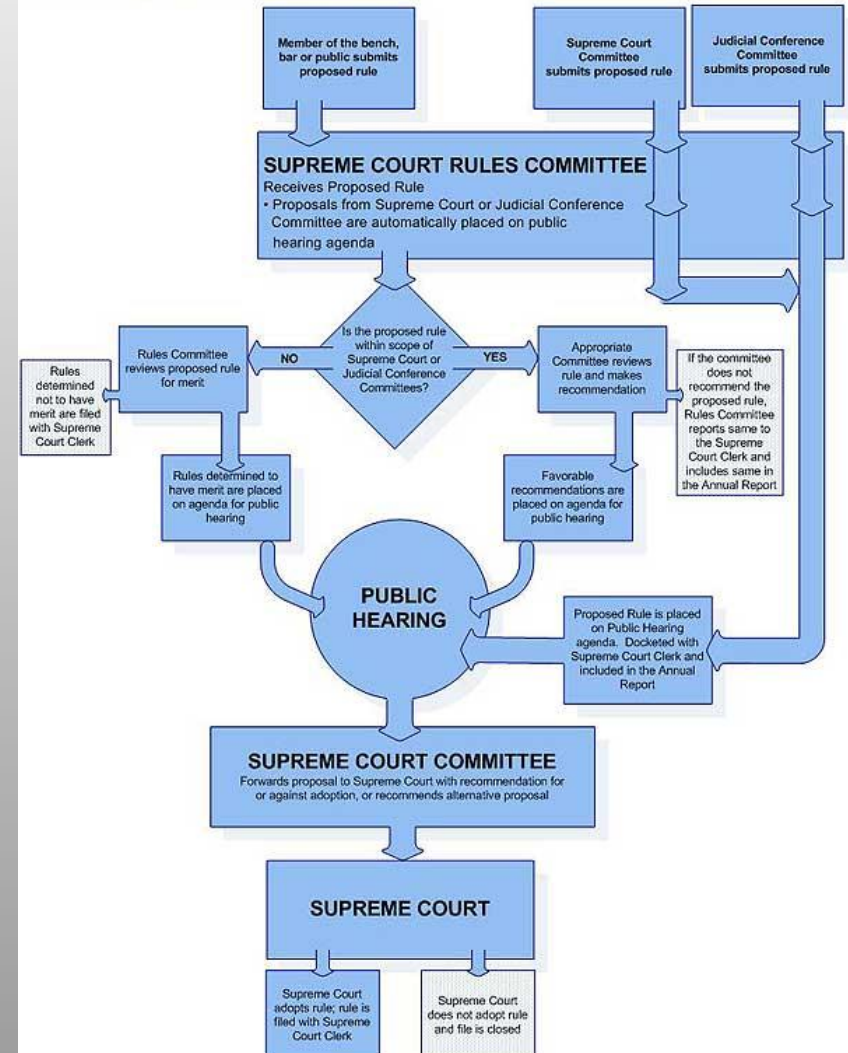 Member of the bench,
bar or public submits
proposed rule
Supreme Court
Committee
submits proposed rule
Judicial Conference
Committee
submits proposed rule
SUPREME COURT RULES COMMITTEE
Receives Proposed Rule
• Proposals from Supreme Court or Judicial Conference
Committee are automatically placed on public
hearing agenda
Is the proposed rule
within scope of
Supreme Court or
Judicial Conference
Committees?
NO
YES
Rules Committee
reviews proposed rule
for merit
Rules
determined
not to have
merit are filed
with Supreme
Court Clerk
Appropriate
Committee reviews
rule and makes
recommendation
If the committee
does not
recommend the
proposed rule,
Rules Committee
reports same to
the Supreme
Court Clerk and
includes same in
the Annual Report
Rules determined to
have merit are placed
on agenda for public
hearing
Favorable
recommendations are
placed on agenda for
public hearing
PUBLIC
HEARING
Proposed Rule is placed
on Public Hearing
agenda. Docketed with
Supreme Court Clerk and
included in the Annual
Report
SUPREME COURT COMMITTEE
Forwards proposal to Supreme Court with recommendation for
or against adoption, or recommends alternative proposal
SUPREME COURT
Supreme Court
adopts rule; rule is
filed with Supreme
Court Clerk
Supreme Court
does not adopt rule
and file is closed